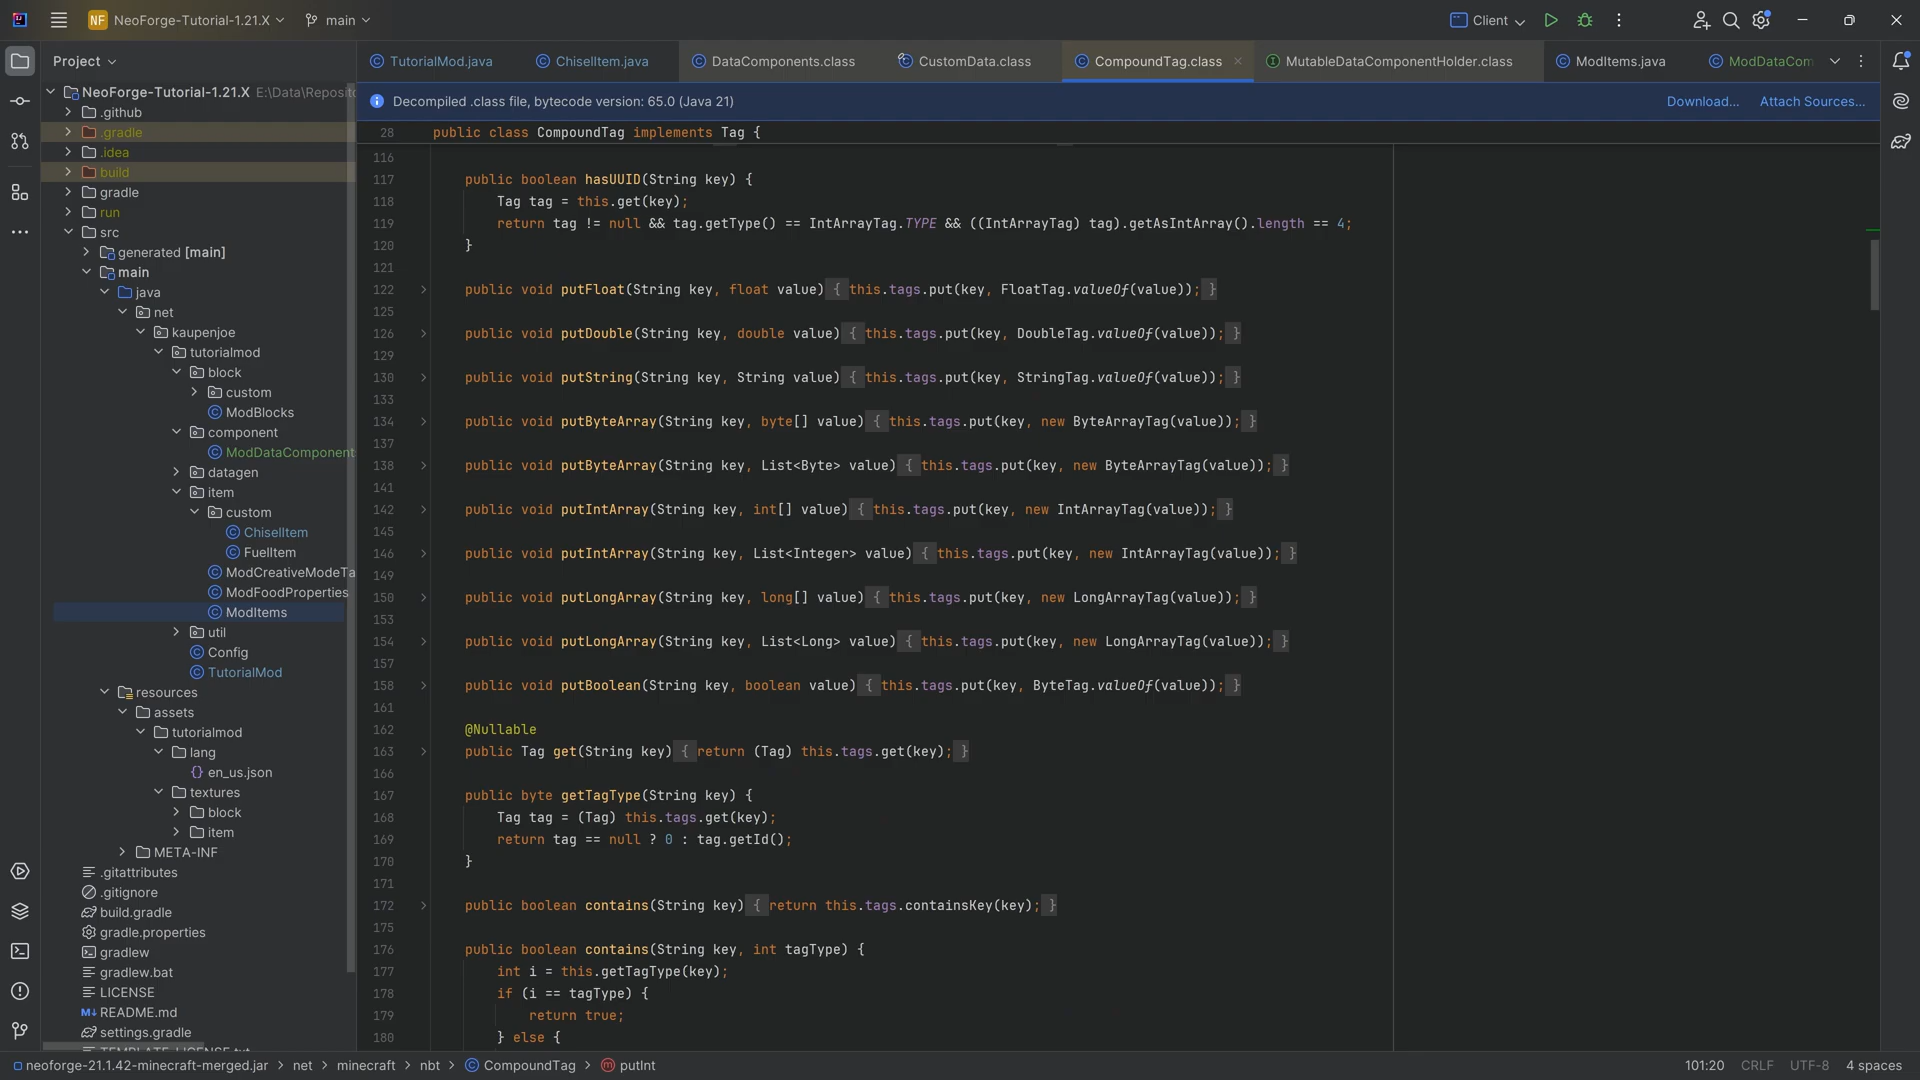 NF NeoForge-Tutorial-1.21.X main Client
Project
TutorialMod.java ChiselItem.java DataComponents.class CustomData.class CompoundTag.class MutableDataComponentHolder.class ModItems.java ModDataCom
NeoForge-Tutorial-1.21.X E:\Data\Reposit
Decompiled .class file, bytecode version: 65.0 (Java 21) Download... Attach Sources...
.github
.gradle
.idea
build
gradle
run
src
generated [main]
main
java
net
kaupenjoe
tutorialmod
block
custom
ModBlocks
component
ModDataComponent
datagen
item
custom
ChiselItem
FuelItem
ModCreativeModeTa
ModFoodProperties
ModItems
util
Config
TutorialMod
resources
assets
tutorialmod
lang
{} en_us.json
textures
block
item
META-INF
.gitattributes
.gitignore
build.gradle
gradle.properties
gradlew
gradlew.bat
LICENSE
M↓ README.md
settings.gradle
28 public class CompoundTag implements Tag {
116
117 public boolean hasUUID(String key) {
118 Tag tag = this.get(key);
119 return tag != null && tag.getType() == IntArrayTag.TYPE && ((IntArrayTag) tag).getAsIntArray().length == 4;
120 }
121
122 public void putFloat(String key, float value) { this.tags.put(key, FloatTag.valueOf(value)); }
125
126 public void putDouble(String key, double value) { this.tags.put(key, DoubleTag.valueOf(value)); }
129
130 public void putString(String key, String value) { this.tags.put(key, StringTag.valueOf(value)); }
133
134 public void putByteArray(String key, byte[] value) { this.tags.put(key, new ByteArrayTag(value)); }
137
138 public void putByteArray(String key, List<Byte> value) { this.tags.put(key, new ByteArrayTag(value)); }
141
142 public void putIntArray(String key, int[] value) { this.tags.put(key, new IntArrayTag(value)); }
145
146 public void putIntArray(String key, List<Integer> value) { this.tags.put(key, new IntArrayTag(value)); }
149
150 public void putLongArray(String key, long[] value) { this.tags.put(key, new LongArrayTag(value)); }
153
154 public void putLongArray(String key, List<Long> value) { this.tags.put(key, new LongArrayTag(value)); }
157
158 public void putBoolean(String key, boolean value) { this.tags.put(key, ByteTag.valueOf(value)); }
161
162 @Nullable
163 public Tag get(String key) { return (Tag) this.tags.get(key); }
166
167 public byte getTagType(String key) {
168 Tag tag = (Tag) this.tags.get(key);
169 return tag == null ? 0 : tag.getId();
170 }
171
172 public boolean contains(String key) { return this.tags.containsKey(key); }
175
176 public boolean contains(String key, int tagType) {
177 int i = this.getTagType(key);
178 if (i == tagType) {
179 return true;
180 } else {
neoforge-21.1.42-minecraft-merged.jar > net > minecraft > nbt > CompoundTag > putInt 101:20 CRLF UTF-8 4 spaces